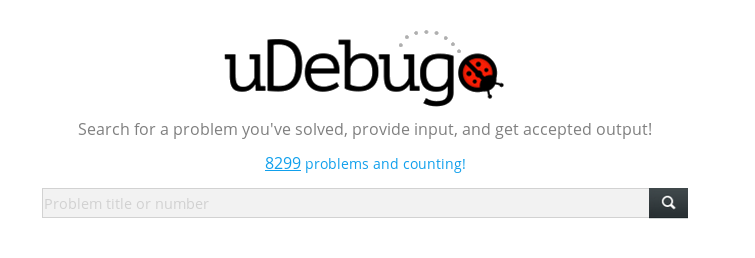 uDebug
Search for a problem you've solved, provide input, and get accepted output!
8299 problems and counting!
Problem title or number